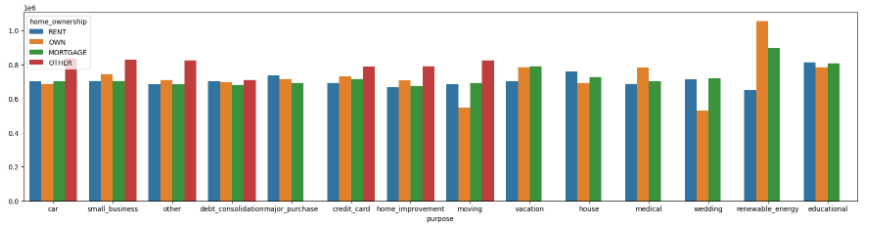 1e6
home_ownership
RENT
OWN
MORTGAGE
OTHER
1.0
0.8
0.6
0.4
0.2
0.0
car small_business other debt_consolidation major_purchase credit_card home_improvement moving vacation house medical wedding renewable_energy educational
purpose